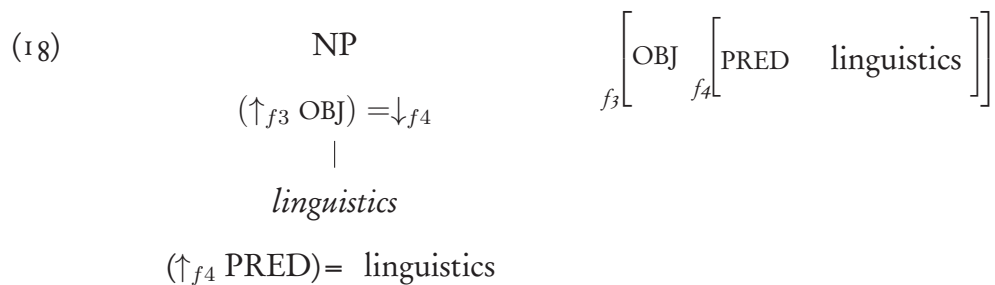 (18) NP f3[OBJ f4[PRED linguistics]]
(↑f3 OBJ) =↓f4
linguistics
(↑f4 PRED)= linguistics